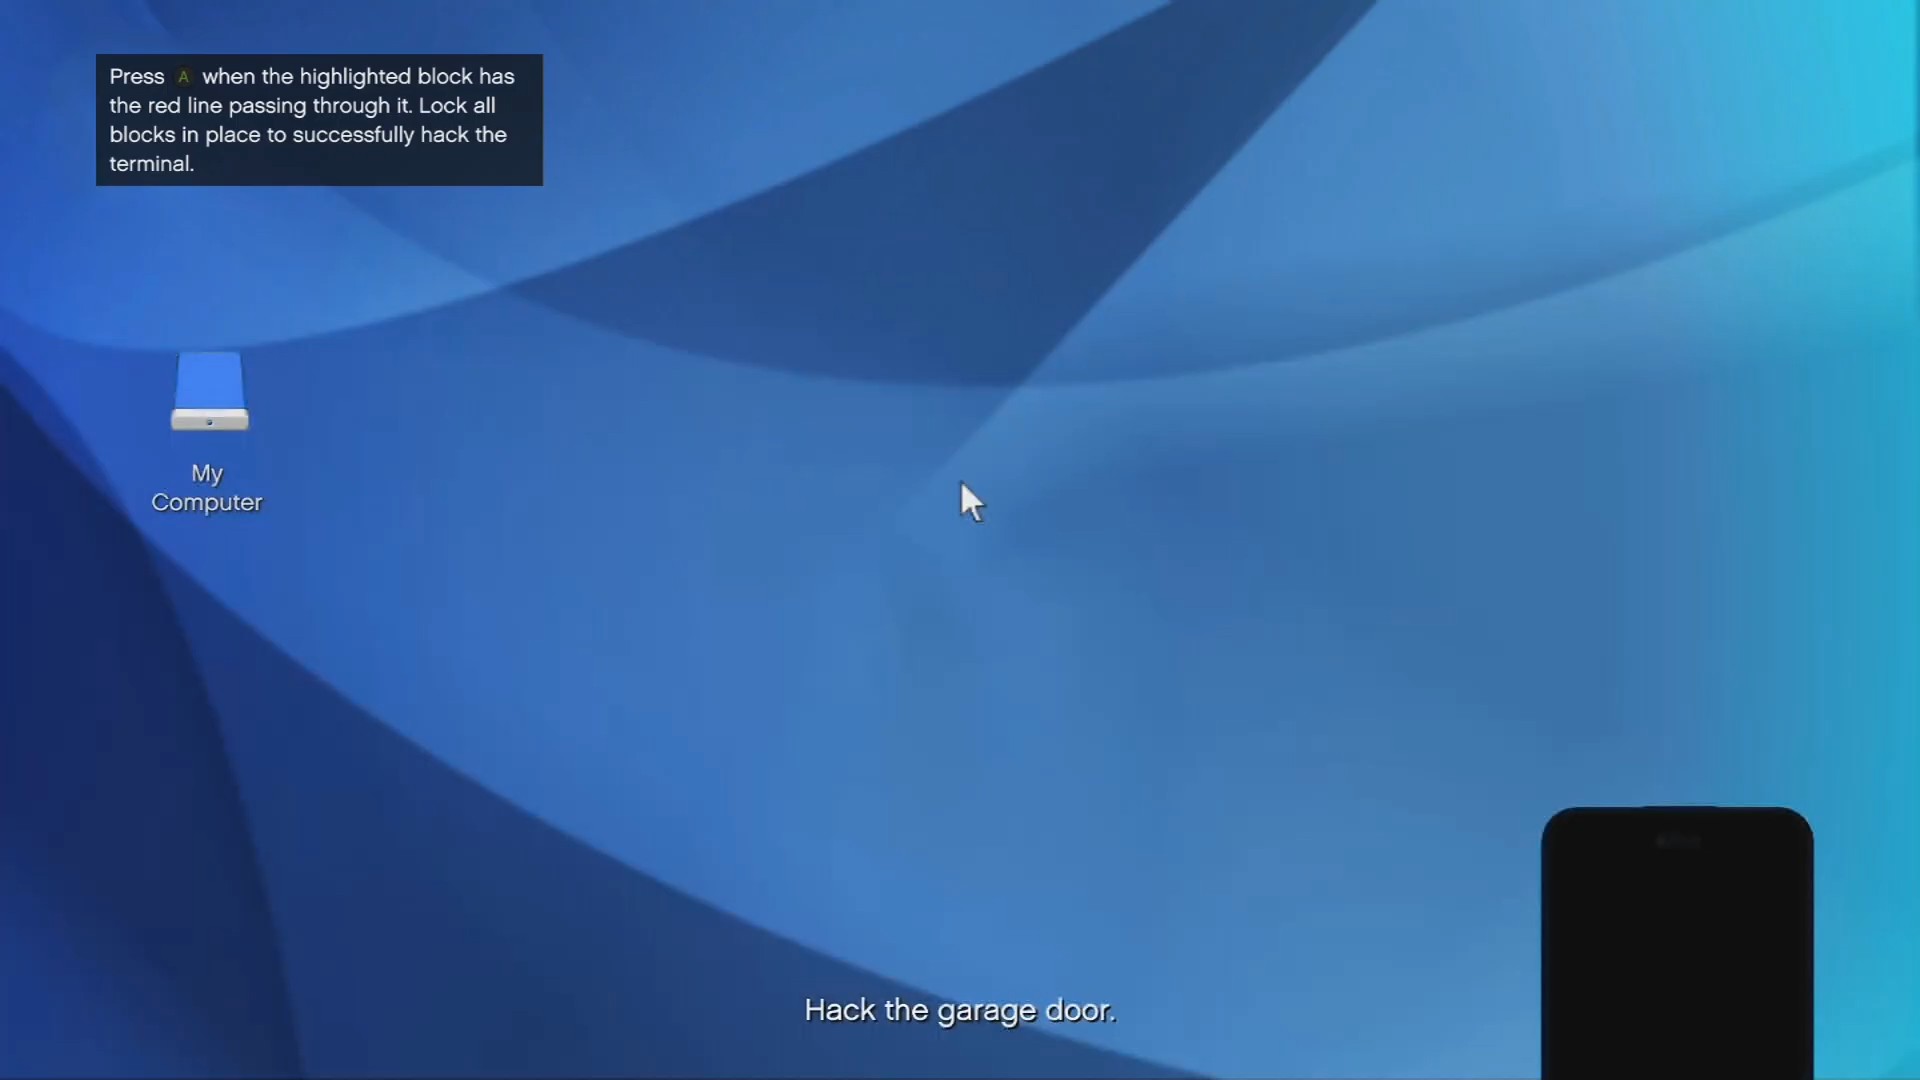 Press A when the highlighted block has
the red line passing through it. Lock all
blocks in place to successfully hack the
terminal.
My
Computer
Hack the garage door.